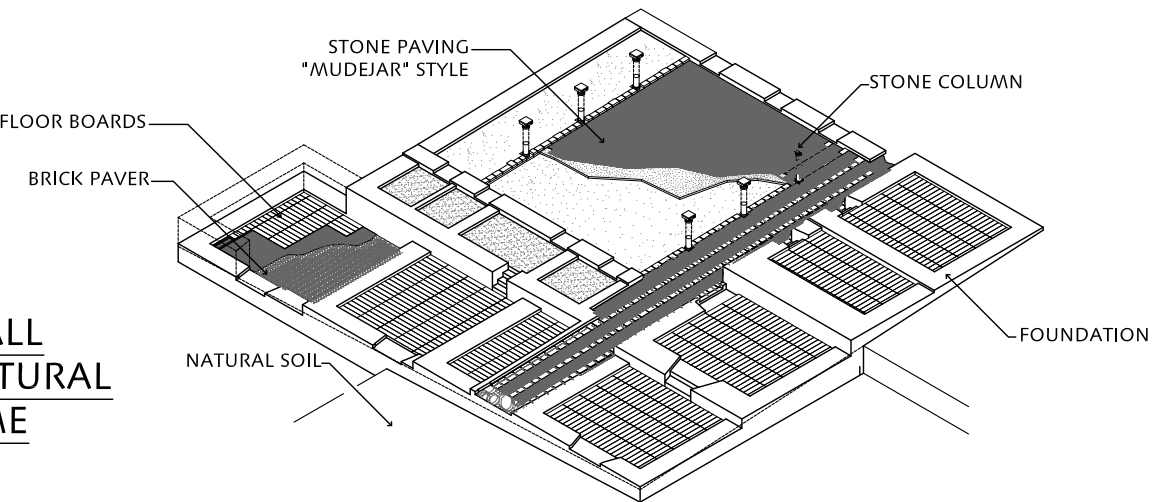 STONE PAVING
"MUDEJAR" STYLE
STONE COLUMN
FLOOR BOARDS
BRICK PAVER
FOUNDATION
NATURAL SOIL